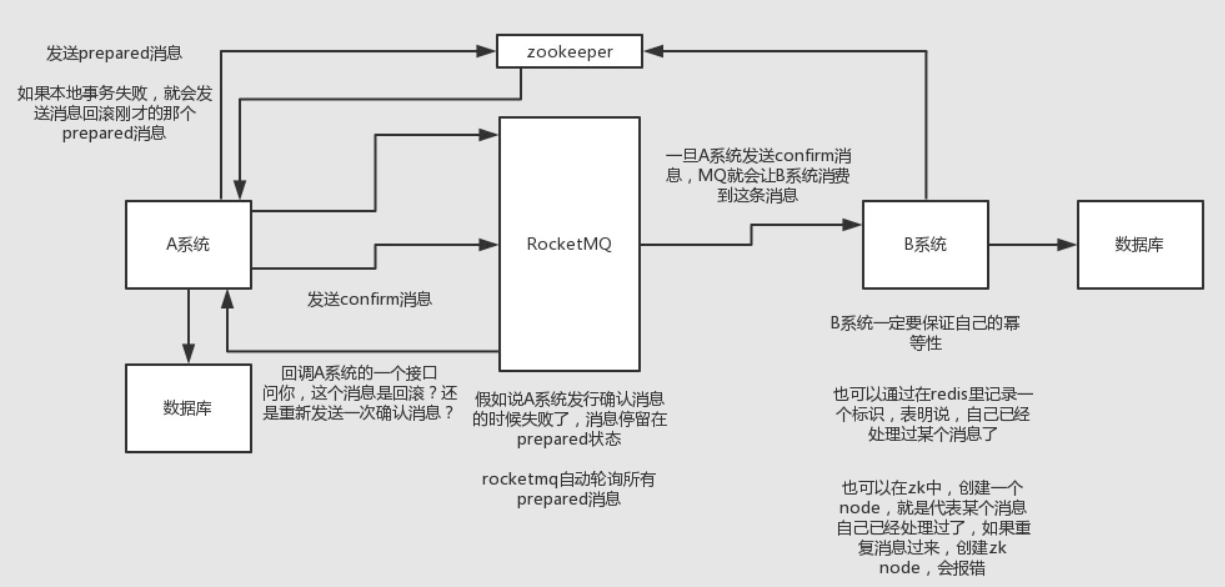 发送prepared消息
zookeeper
如果本地事务失败，就会发
送消息回滚刚才的那个
prepared消息
一旦A系统发送confirm消
息，MQ就会让B系统消费
到这条消息
A系统
RocketMQ
B系统
数据库
发送confirm消息
B系统一定要保证自己的幂
等性
回调A系统的一个接口
问你，这个消息是回滚？还
是重新发送一次确认消息？
数据库
假如说A系统发行确认消息
的时候失败了，消息停留在
prepared状态
rocketmq自动轮询所有
prepared消息
也可以通过在redis里记录一
个标识，表明说，自己已经
处理过某个消息了
也可以在zk中，创建一个
node，就是代表某个消息
自己已经处理过了，如果重
复消息过来，创建zk
node，会报错